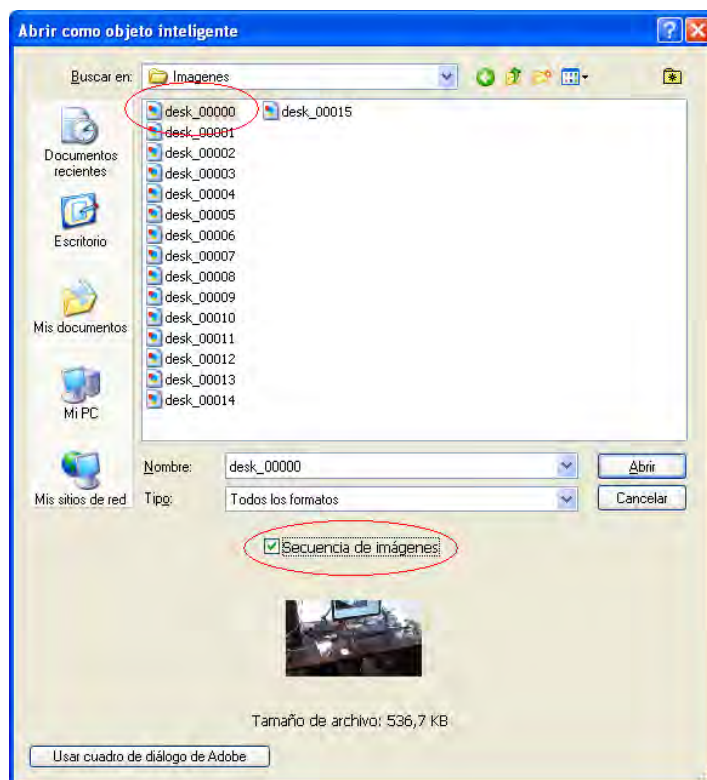 Abrir como objeto inteligente
Buscar en:
Imagenes
desk_00000
desk_00015
desk_00001
desk_00002
desk_00003
desk_00004
desk_00005
desk_00006
desk_00007
desk_00008
desk_00009
desk_00010
desk_00011
desk_00012
desk_00013
desk_00014
Documentos
recientes
Escritorio
Mis documentos
Mi PC
Mis sitios de red
Nombre:
desk_00000
Abrir
Tipo:
Todos los formatos
Cancelar
Secuencia de imágenes
Tamaño de archivo: 536,7 KB
Usar cuadro de diálogo de Adobe